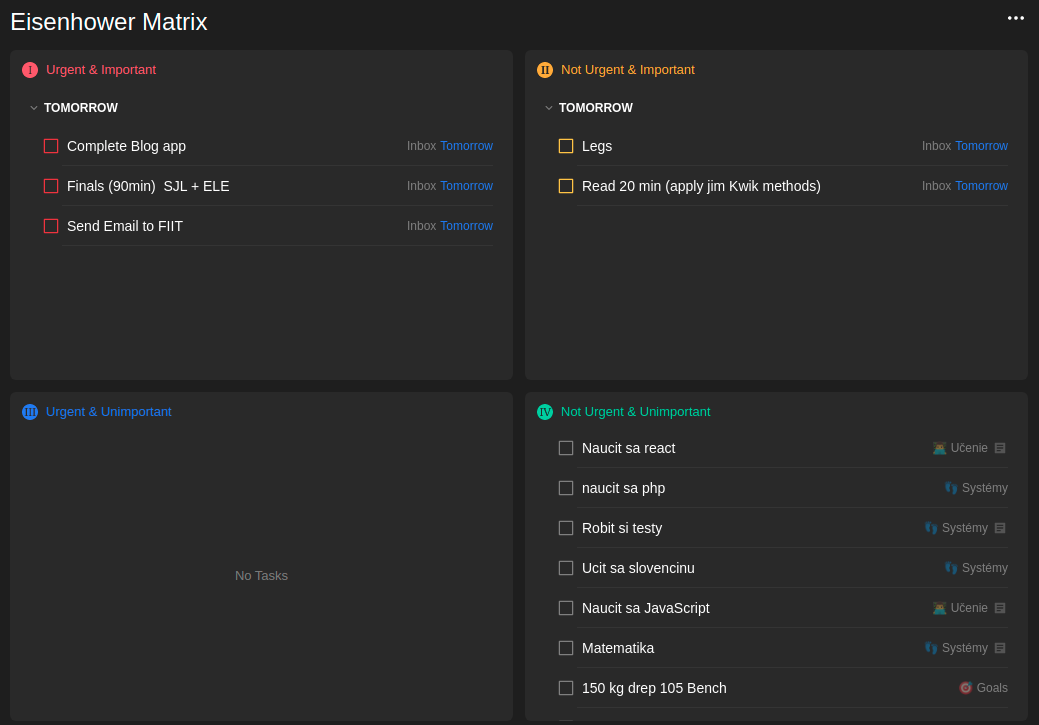 Eisenhower Matrix
I Urgent & Important
TOMORROW
Complete Blog app Inbox Tomorrow
Finals (90min)  SJL + ELE Inbox Tomorrow
Send Email to FIIT Inbox Tomorrow
II Not Urgent & Important
TOMORROW
Legs Inbox Tomorrow
Read 20 min (apply jim Kwik methods) Inbox Tomorrow
III Urgent & Unimportant
No Tasks
IV Not Urgent & Unimportant
Naucit sa react Učenie
naucit sa php Systémy
Robit si testy Systémy
Ucit sa slovencinu Systémy
Naucit sa JavaScript Učenie
Matematika Systémy
150 kg drep 105 Bench Goals